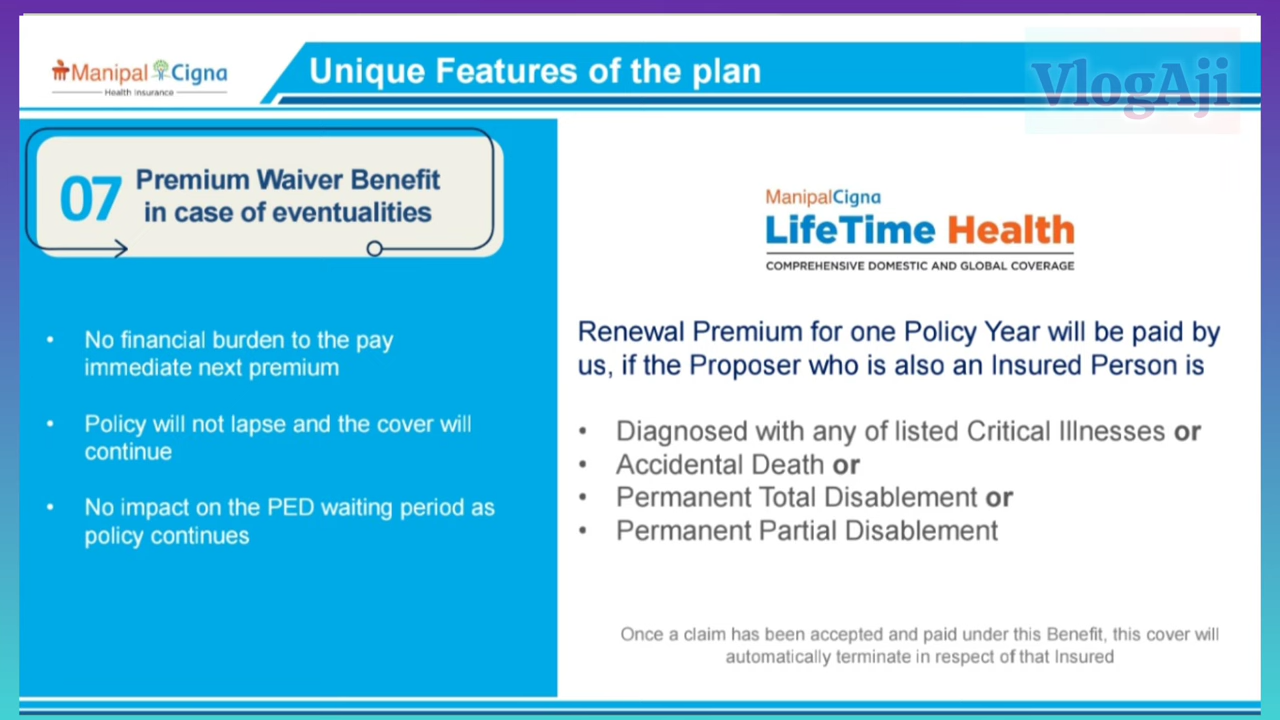 ManipalCigna
Health Insurance
Unique Features of the plan
VlogAji
07
Premium Waiver Benefit
in case of eventualities
• No financial burden to the pay
immediate next premium
• Policy will not lapse and the cover will
continue
• No impact on the PED waiting period as
policy continues
ManipalCigna
LifeTime Health
COMPREHENSIVE DOMESTIC AND GLOBAL COVERAGE
Renewal Premium for one Policy Year will be paid by
us, if the Proposer who is also an Insured Person is
• Diagnosed with any of listed Critical Illnesses or
• Accidental Death or
• Permanent Total Disablement or
• Permanent Partial Disablement
Once a claim has been accepted and paid under this Benefit, this cover will
automatically terminate in respect of that Insured